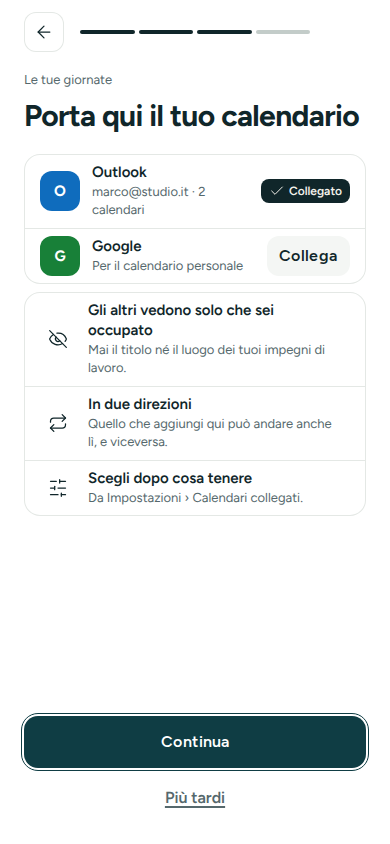 Le tue giornate
Porta qui il tuo calendario
O
Outlook
marco@studio.it · 2
calendari
Collegato
G
Google
Per il calendario personale
Collega
Gli altri vedono solo che sei
occupato
Mai il titolo né il luogo dei tuoi impegni di
lavoro.
In due direzioni
Quello che aggiungi qui può andare anche
lì, e viceversa.
Scegli dopo cosa tenere
Da Impostazioni › Calendari collegati.
Continua
Più tardi